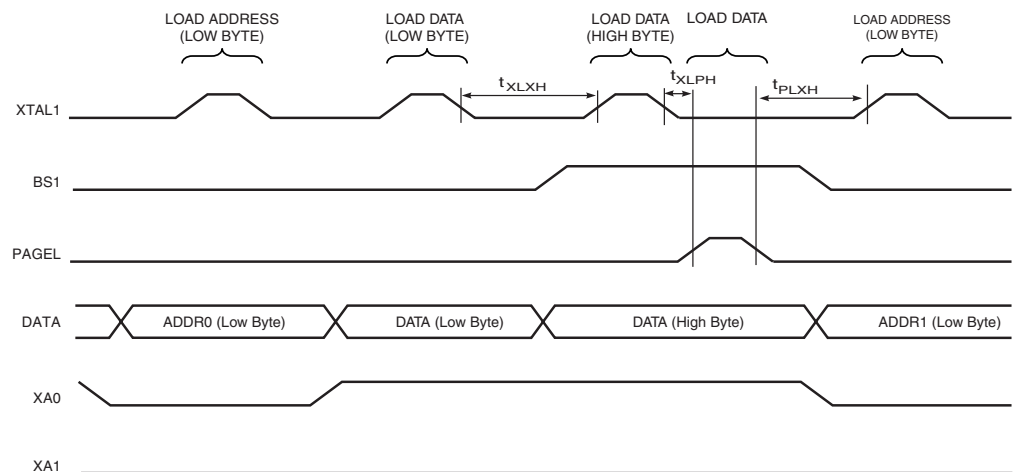 LOAD ADDRESS
(LOW BYTE)
LOAD DATA
(LOW BYTE)
LOAD DATA
(HIGH BYTE)
LOAD DATA
LOAD ADDRESS
(LOW BYTE)
tXLXH
tXLPH
tPLXH
XTAL1
BS1
PAGEL
DATA
ADDR0 (Low Byte)
DATA (Low Byte)
DATA (High Byte)
ADDR1 (Low Byte)
XA0
XA1